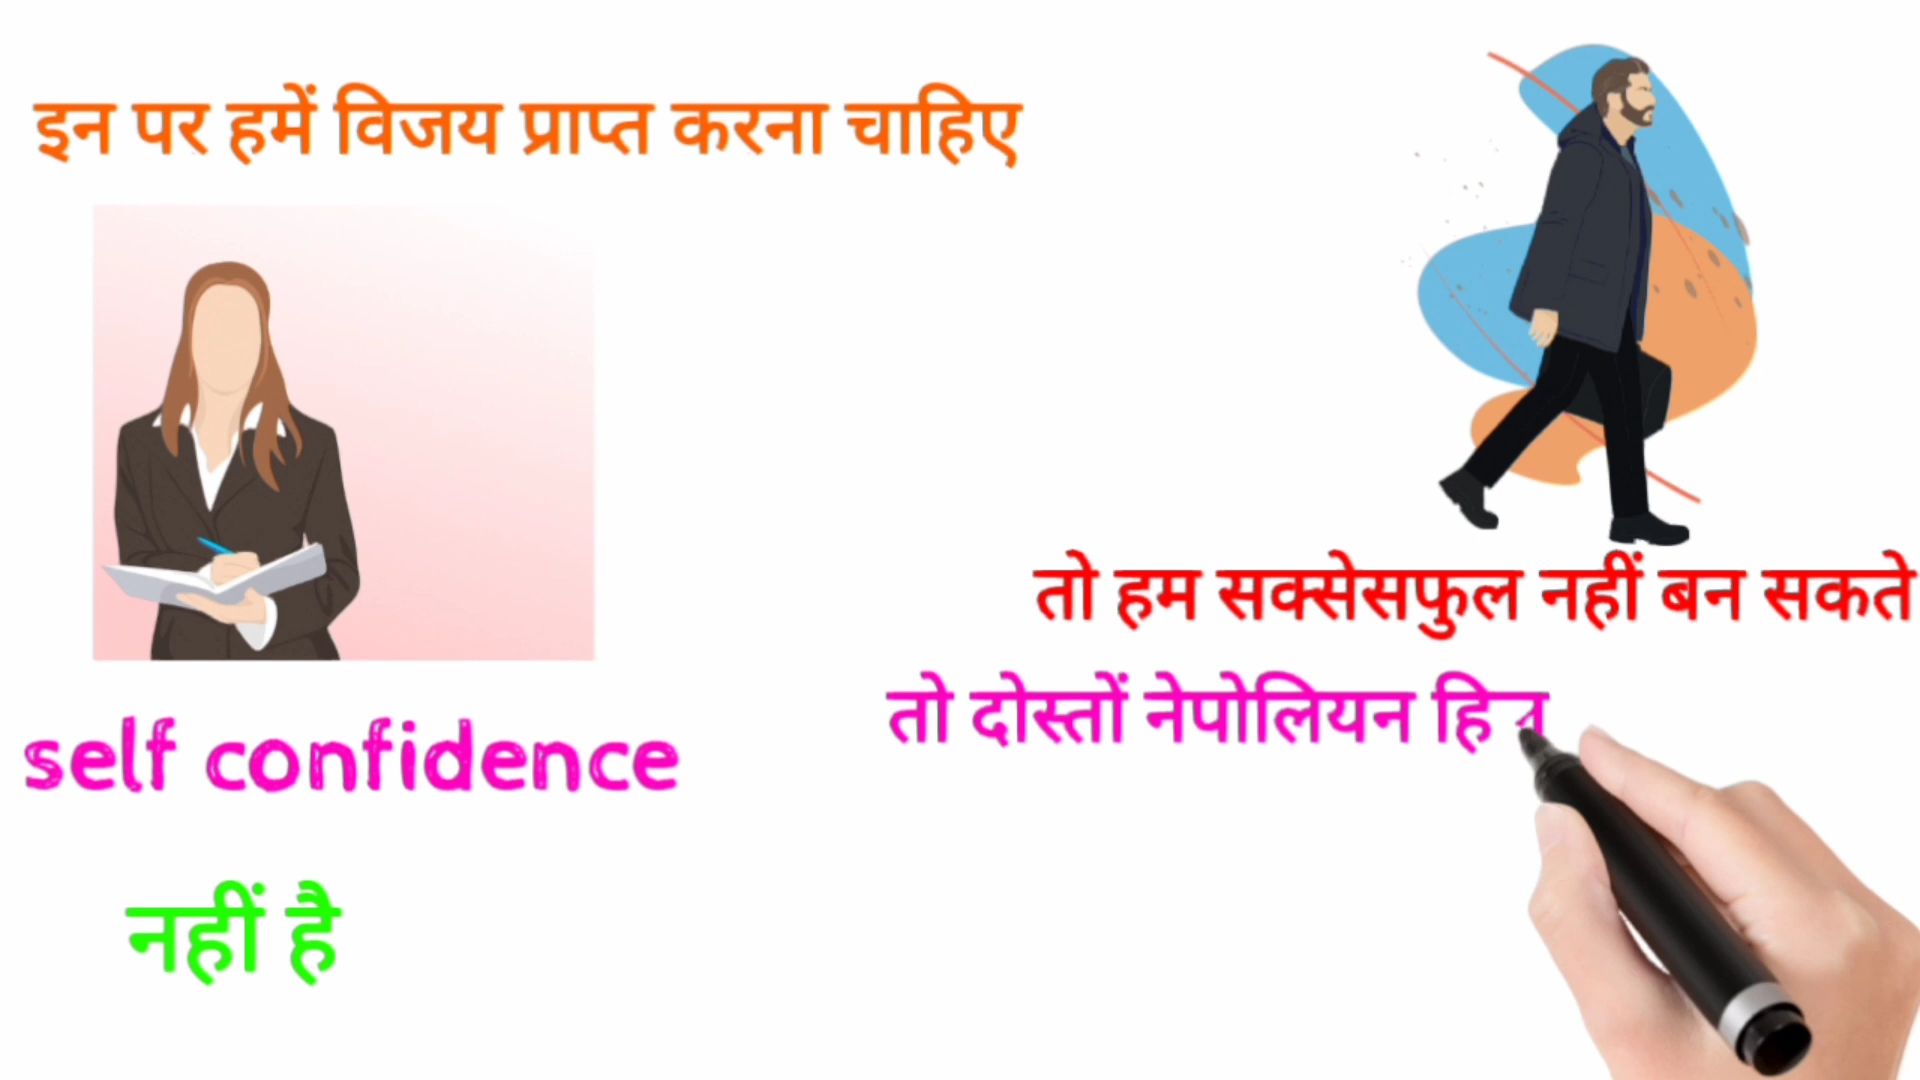 इन पर हमें विजय प्राप्त करना चाहिए
self confidence
नहीं है
तो हम सक्सेसफुल नहीं बन सकते
तो दोस्तों नेपोलियन